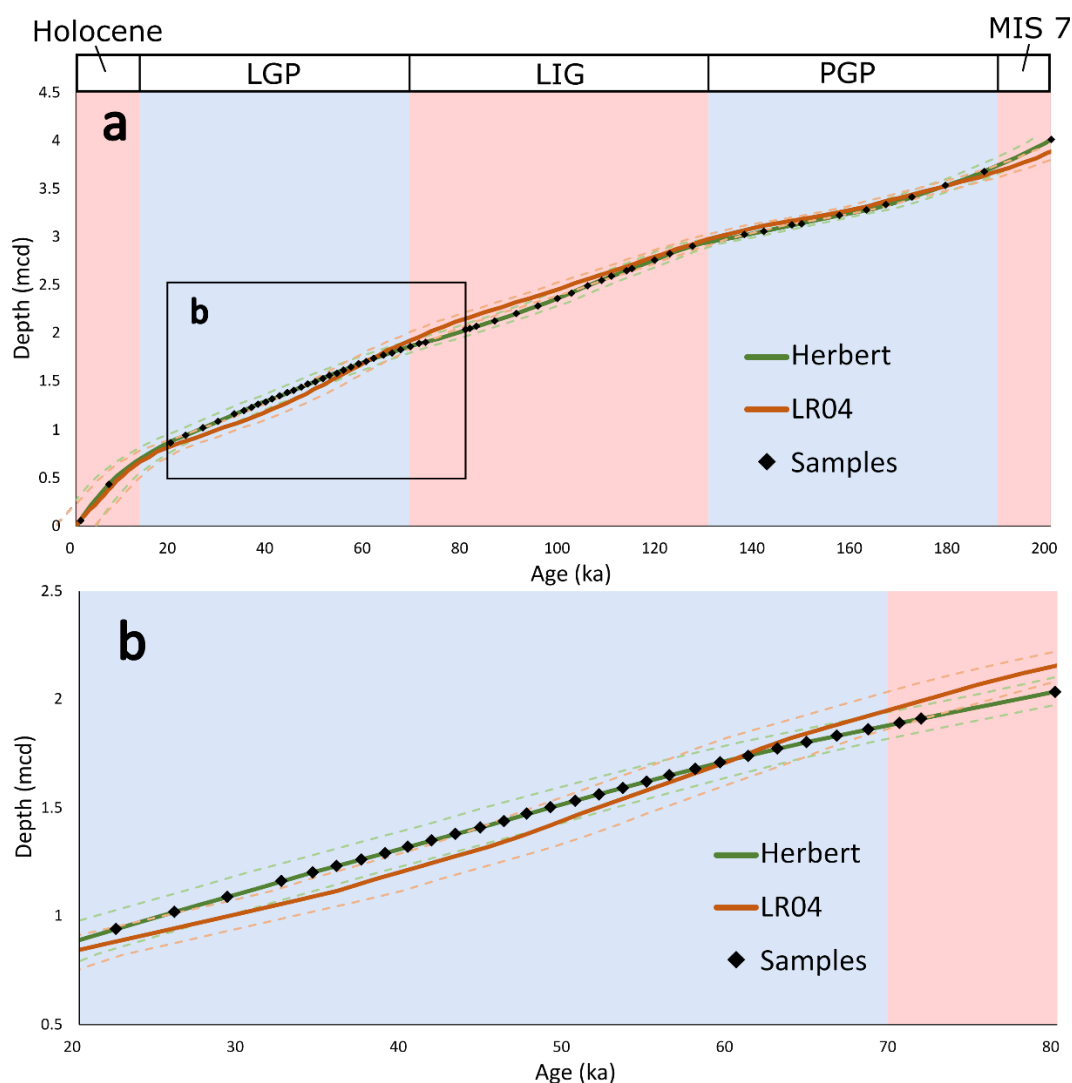 Holocene MIS 7
LGP LIG PGP
4.5
a
4
3.5
3
2.5
b
2
1.5
1
0.5
0
Depth (mcd)
Herbert
LR04
Samples
0 20 40 60 80 100 120 140 160 180 200
Age (ka)
2.5
b
2
1.5
1
0.5
Depth (mcd)
Herbert
LR04
Samples
20 30 40 50 60 70 80
Age (ka)